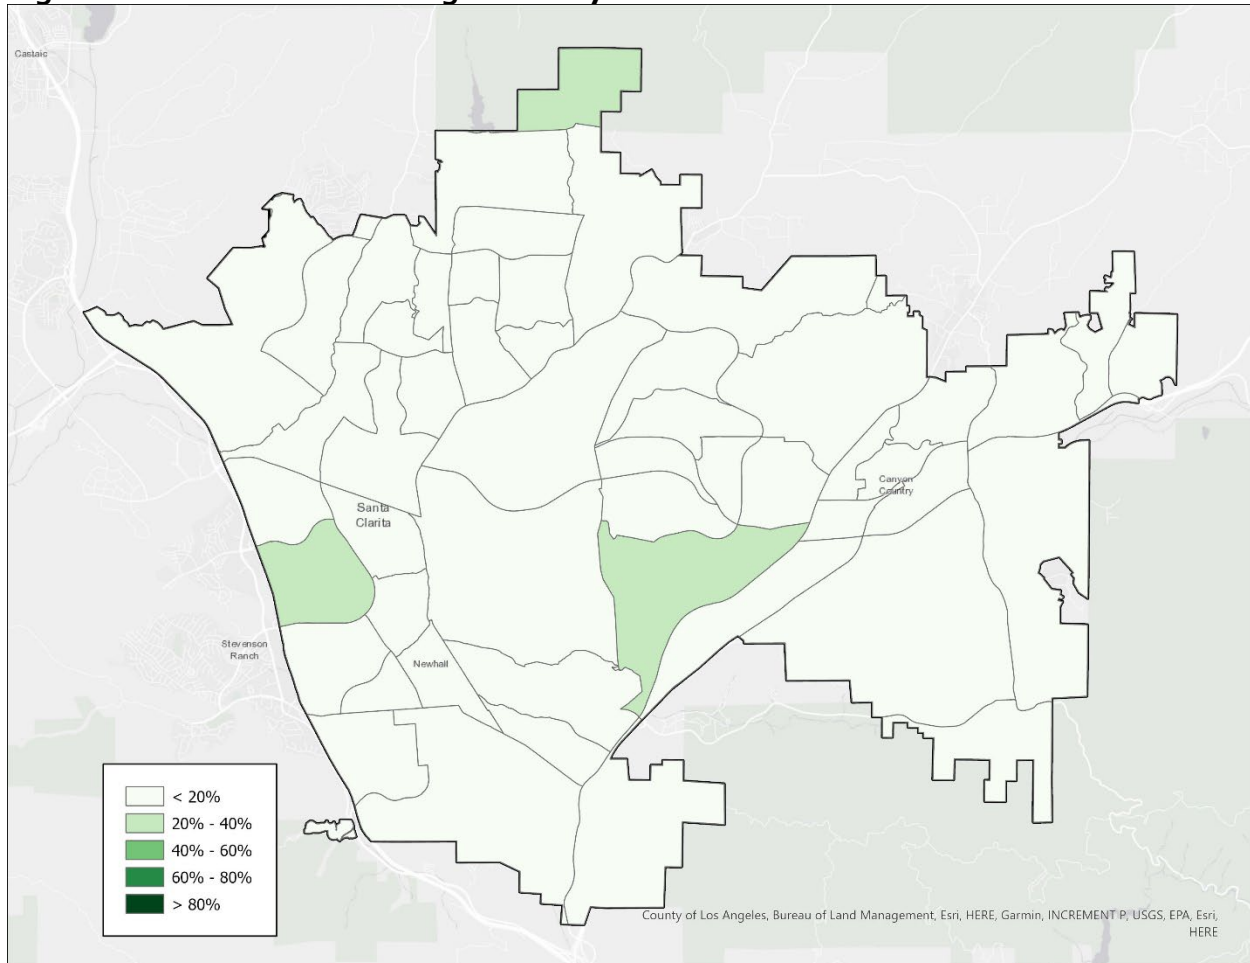 Castaic
Santa
Clarita
Canyon
Country
Stevenson
Ranch
Newhall
< 20%
20% - 40%
40% - 60%
60% - 80%
> 80%
County of Los Angeles, Bureau of Land Management, Esri, HERE, Garmin, INCREMENT P, USGS, EPA, Esri,
HERE